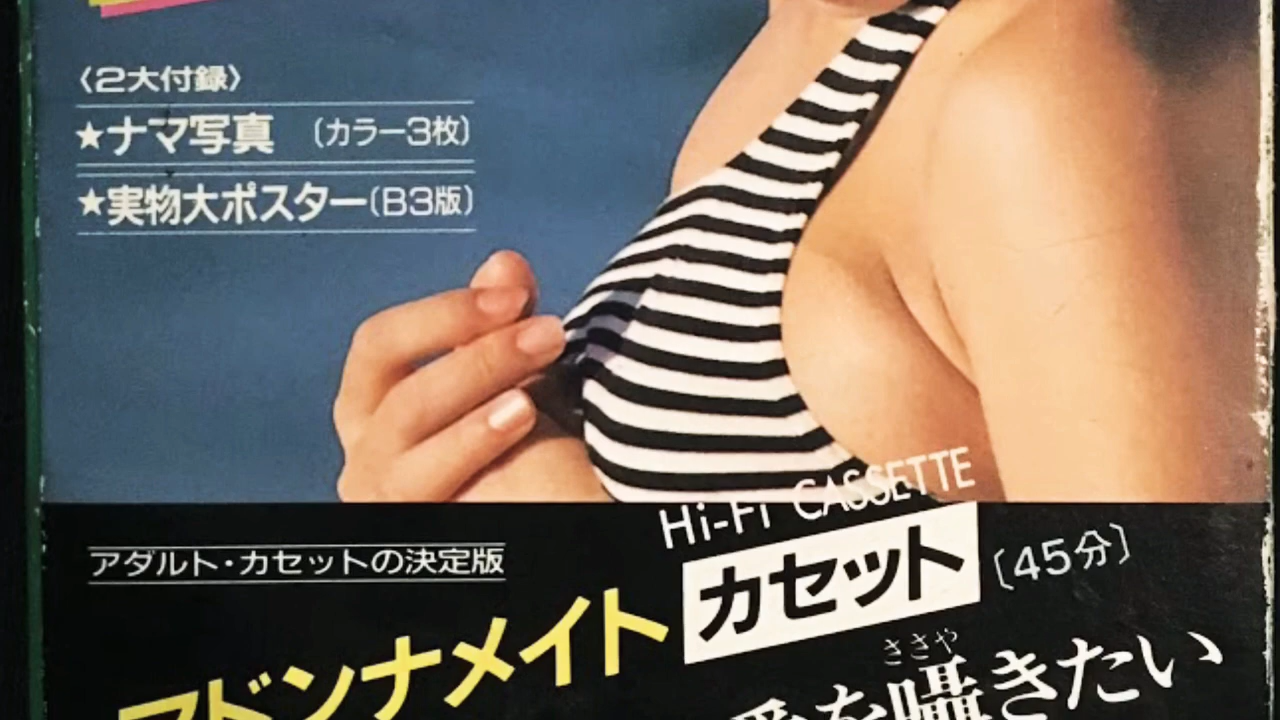 〈2大付録〉
★ナマ写真 〔カラー3枚〕
★実物大ポスター〔B3版〕
Hi-Fi CASSETTE
アダルト・カセットの決定版
カセット〔45分〕
アドンナメイト
ささや
愛を囁きたい